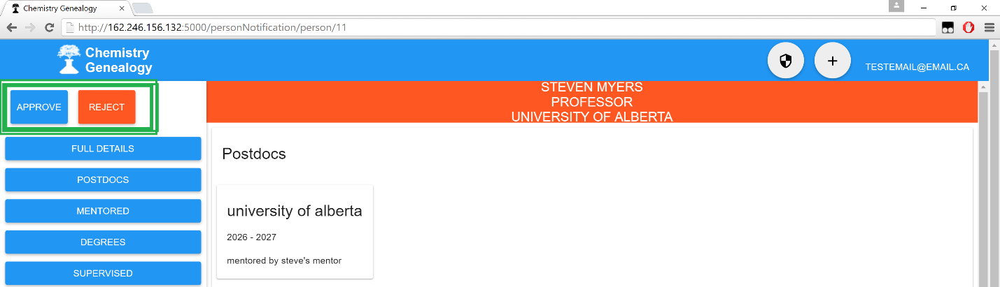 Chemistry Genealogy
http://162.246.156.132:5000/personNotification/person/11
Chemistry
Genealogy
TESTEMAIL@EMAIL.CA
APPROVE
REJECT
STEVEN MYERS
PROFESSOR
UNIVERSITY OF ALBERTA
FULL DETAILS
POSTDOCS
MENTORED
DEGREES
SUPERVISED
Postdocs
university of alberta
2026 - 2027
mentored by steve's mentor